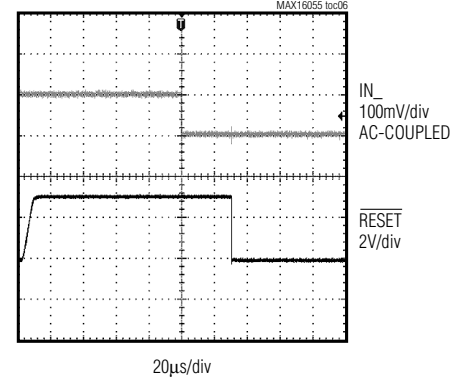 MAX16055 toc06
T
IN_
100mV/div
AC-COUPLED
RESET
2V/div
20μs/div